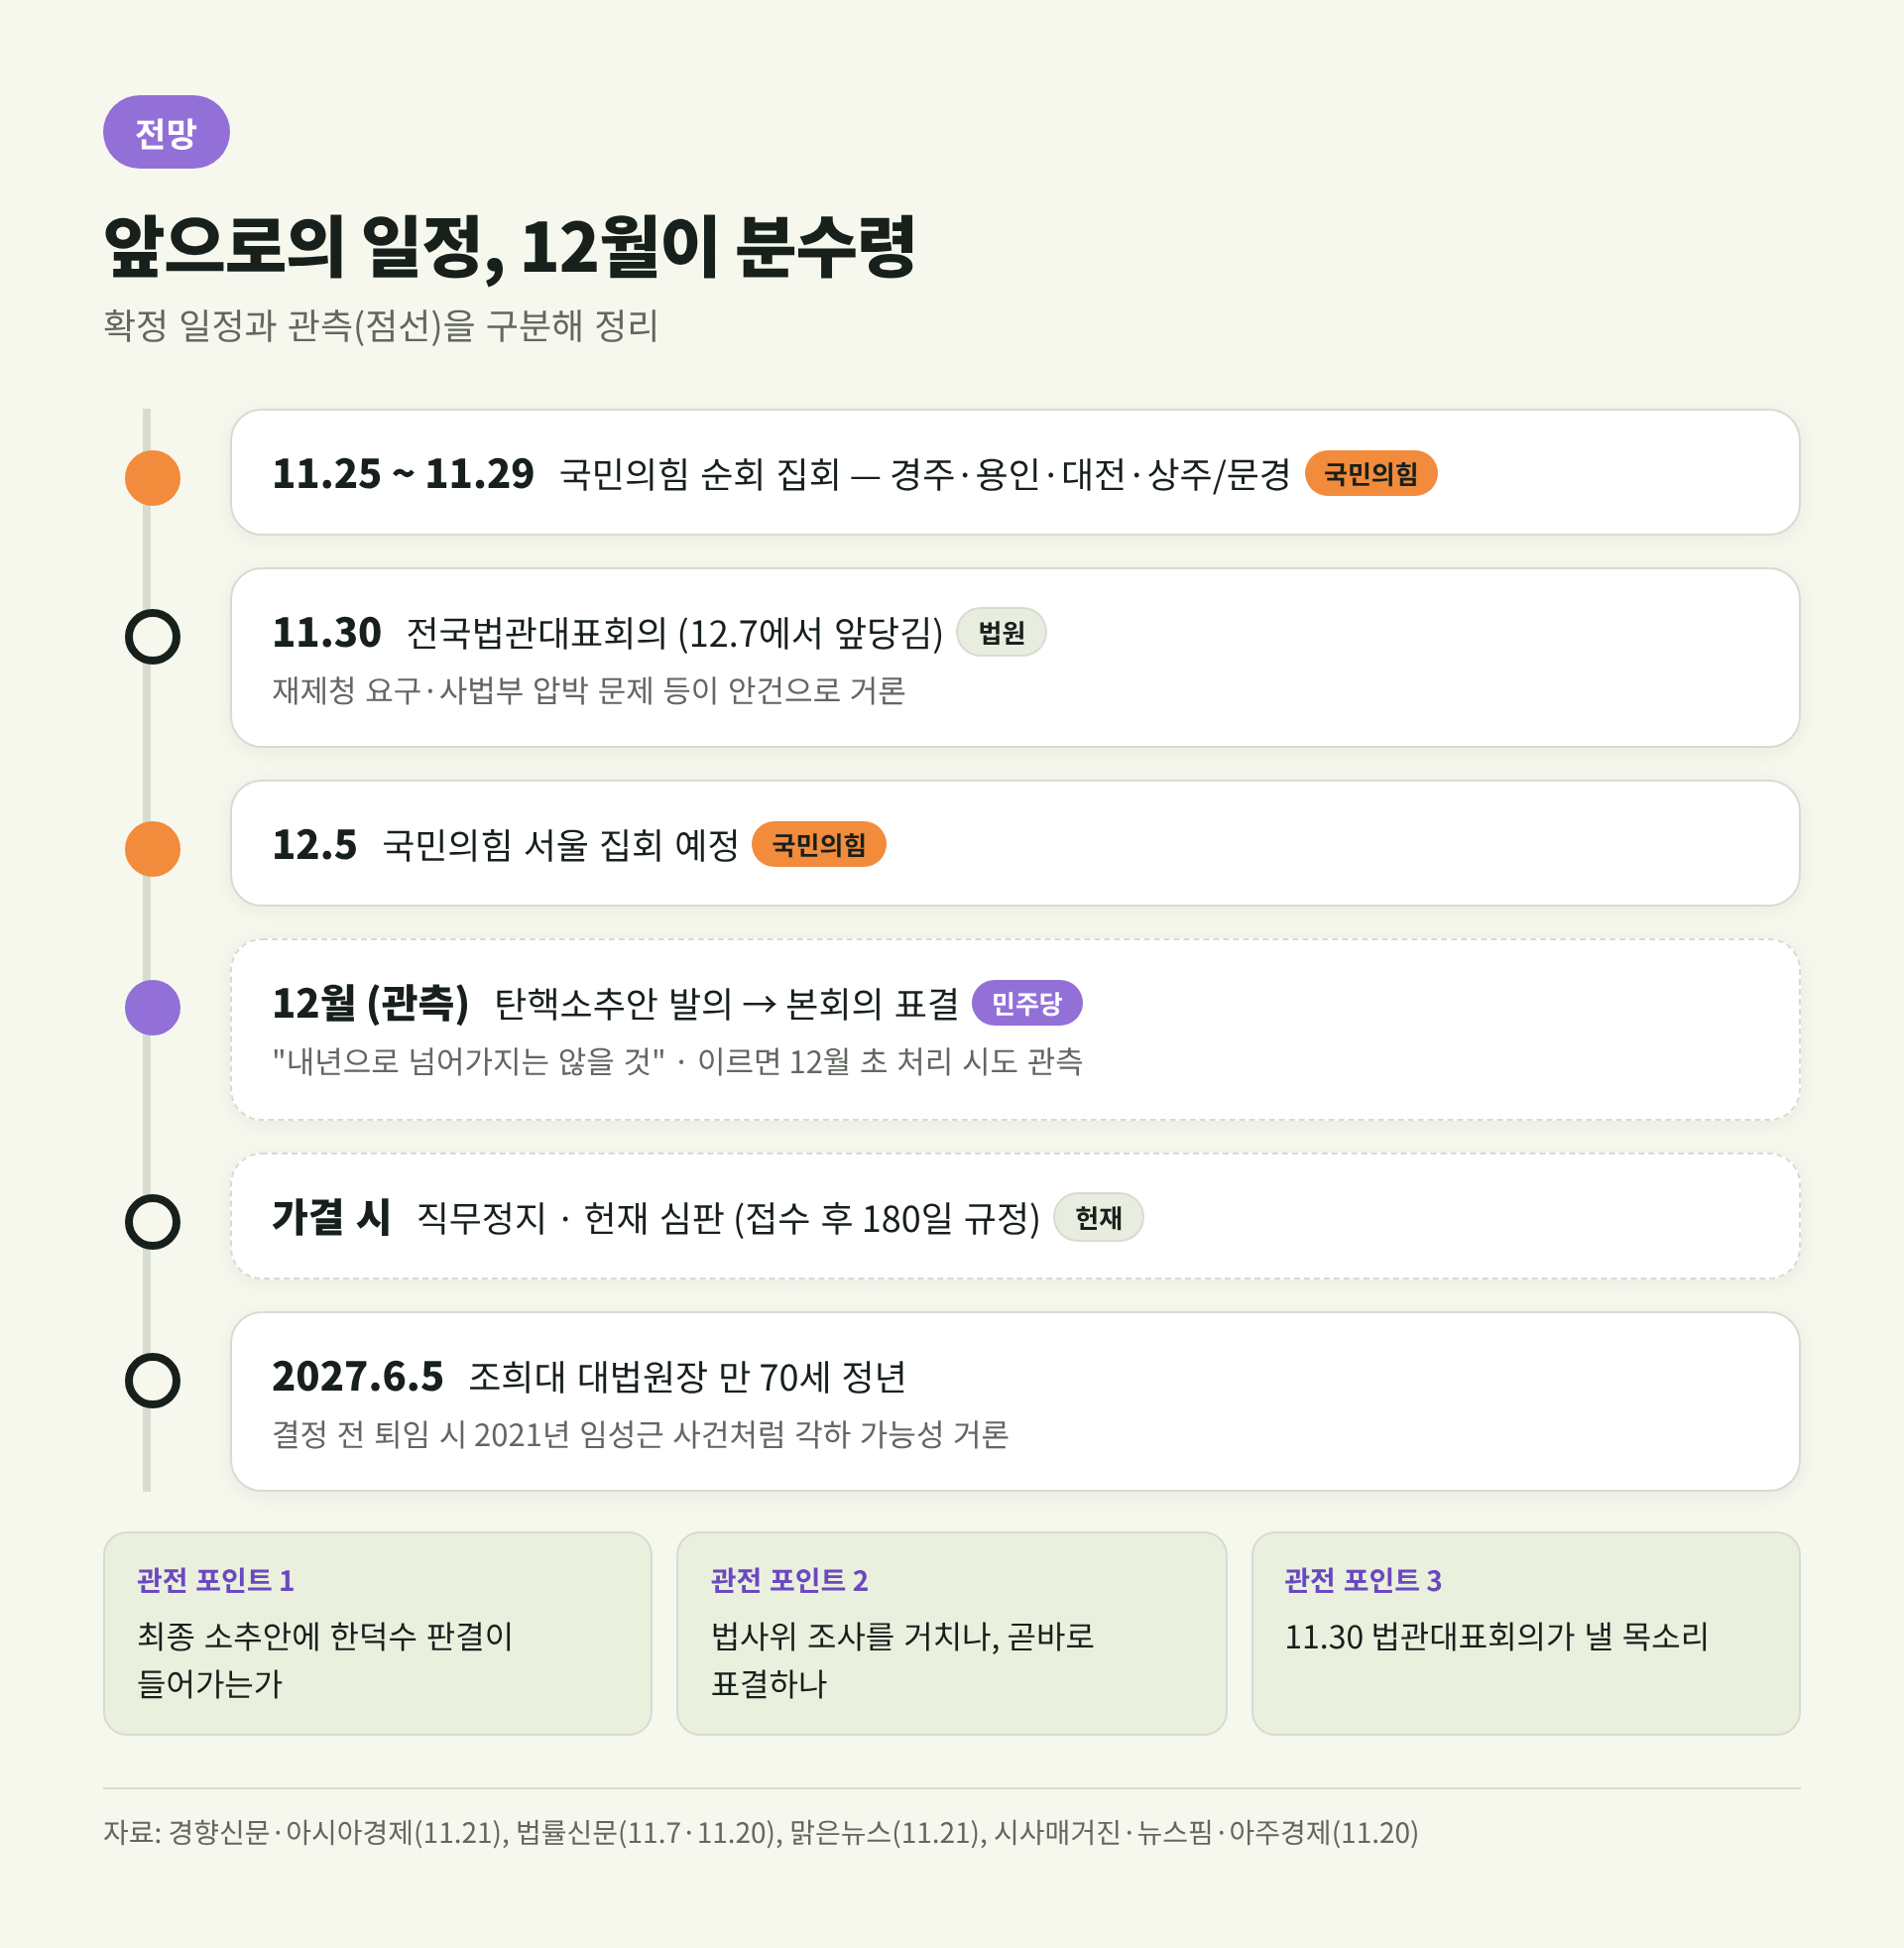 전망
앞으로의 일정, 12월이 분수령
확정 일정과 관측(점선)을 구분해 정리
11.25 ~ 11.29 국민의힘 순회 집회 — 경주·용인·대전·상주/문경 국민의힘
11.30 전국법관대표회의 (12.7에서 앞당김) 법원
재제청 요구·사법부 압박 문제 등이 안건으로 거론
12.5 국민의힘 서울 집회 예정 국민의힘
12월 (관측) 탄핵소추안 발의 → 본회의 표결 민주당
"내년으로 넘어가지는 않을 것" · 이르면 12월 초 처리 시도 관측
가결 시 직무정지 · 헌재 심판 (접수 후 180일 규정) 헌재
2027.6.5 조희대 대법원장 만 70세 정년
결정 전 퇴임 시 2021년 임성근 사건처럼 각하 가능성 거론
관전 포인트 1
최종 소추안에 한덕수 판결이
들어가는가
관전 포인트 2
법사위 조사를 거치나, 곧바로
표결하나
관전 포인트 3
11.30 법관대표회의가 낼 목소리
자료: 경향신문·아시아경제(11.21), 법률신문(11.7·11.20), 맑은뉴스(11.21), 시사매거진·뉴스핌·아주경제(11.20)